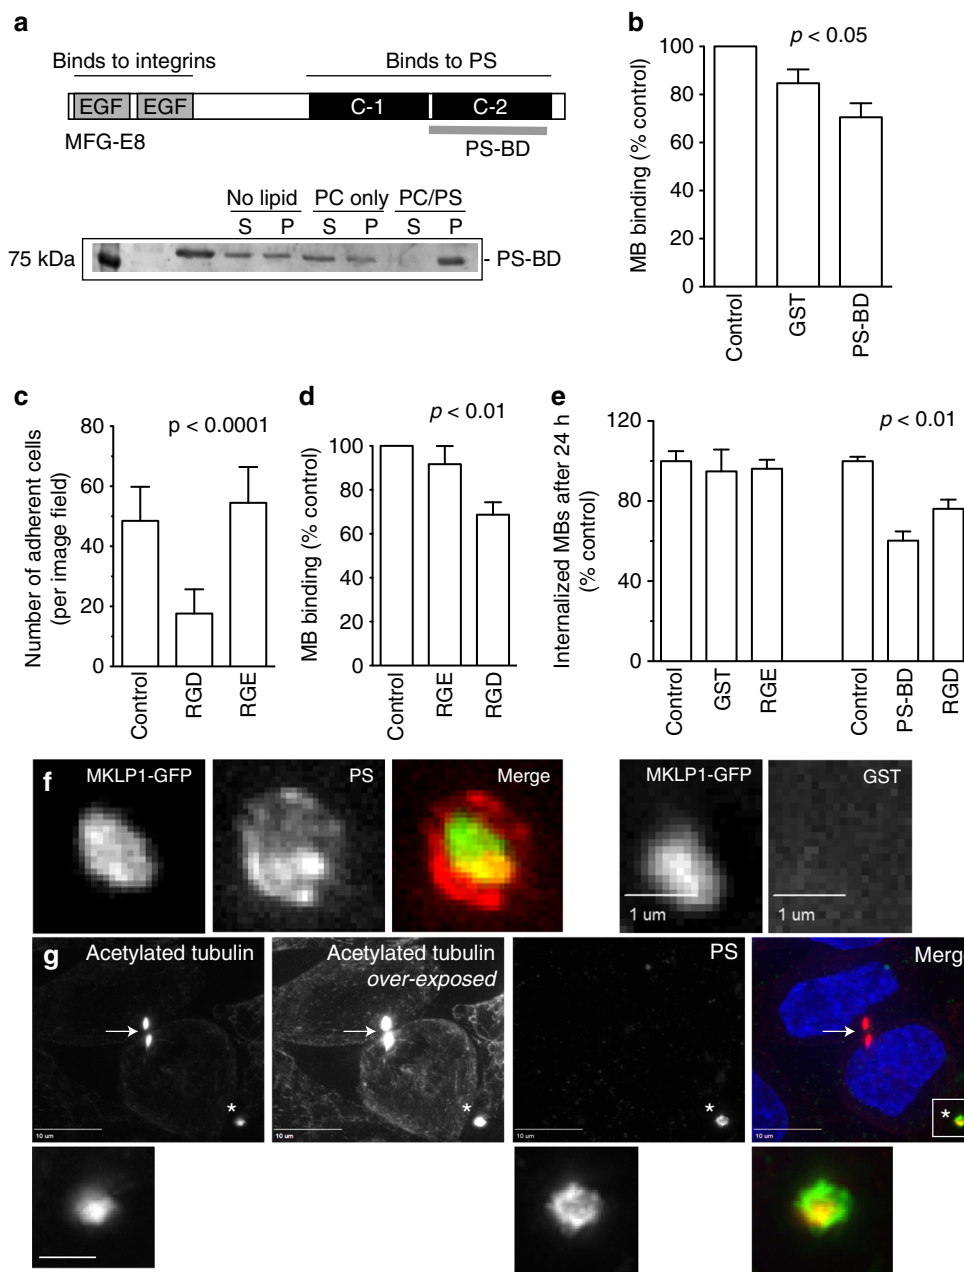 a
Binds to integrins
Binds to PS
EGF
EGF
C-1
C-2
MFG-E8
PS-BD
No lipid
PC only
PC/PS
S
P
S
P
S
P
75 kDa
- PS-BD
b
p < 0.05
MB binding (% control)
100
80
60
40
20
0
Control
GST
PS-BD
c
p < 0.0001
Number of adherent cells
(per image field)
80
60
40
20
0
Control
RGD
RGE
d
p < 0.01
MB binding (% control)
100
80
60
40
20
0
Control
RGE
RGD
e
p < 0.01
Internalized MBs after 24 h
(% control)
120
80
40
0
Control
GST
RGE
Control
PS-BD
RGD
f
MKLP1-GFP
PS
Merge
MKLP1-GFP
GST
1 um
1 um
g
Acetylated tubulin
Acetylated tubulin
over-exposed
PS
Merg
*
*
*
*
10 um
10 um
10 um
10 um